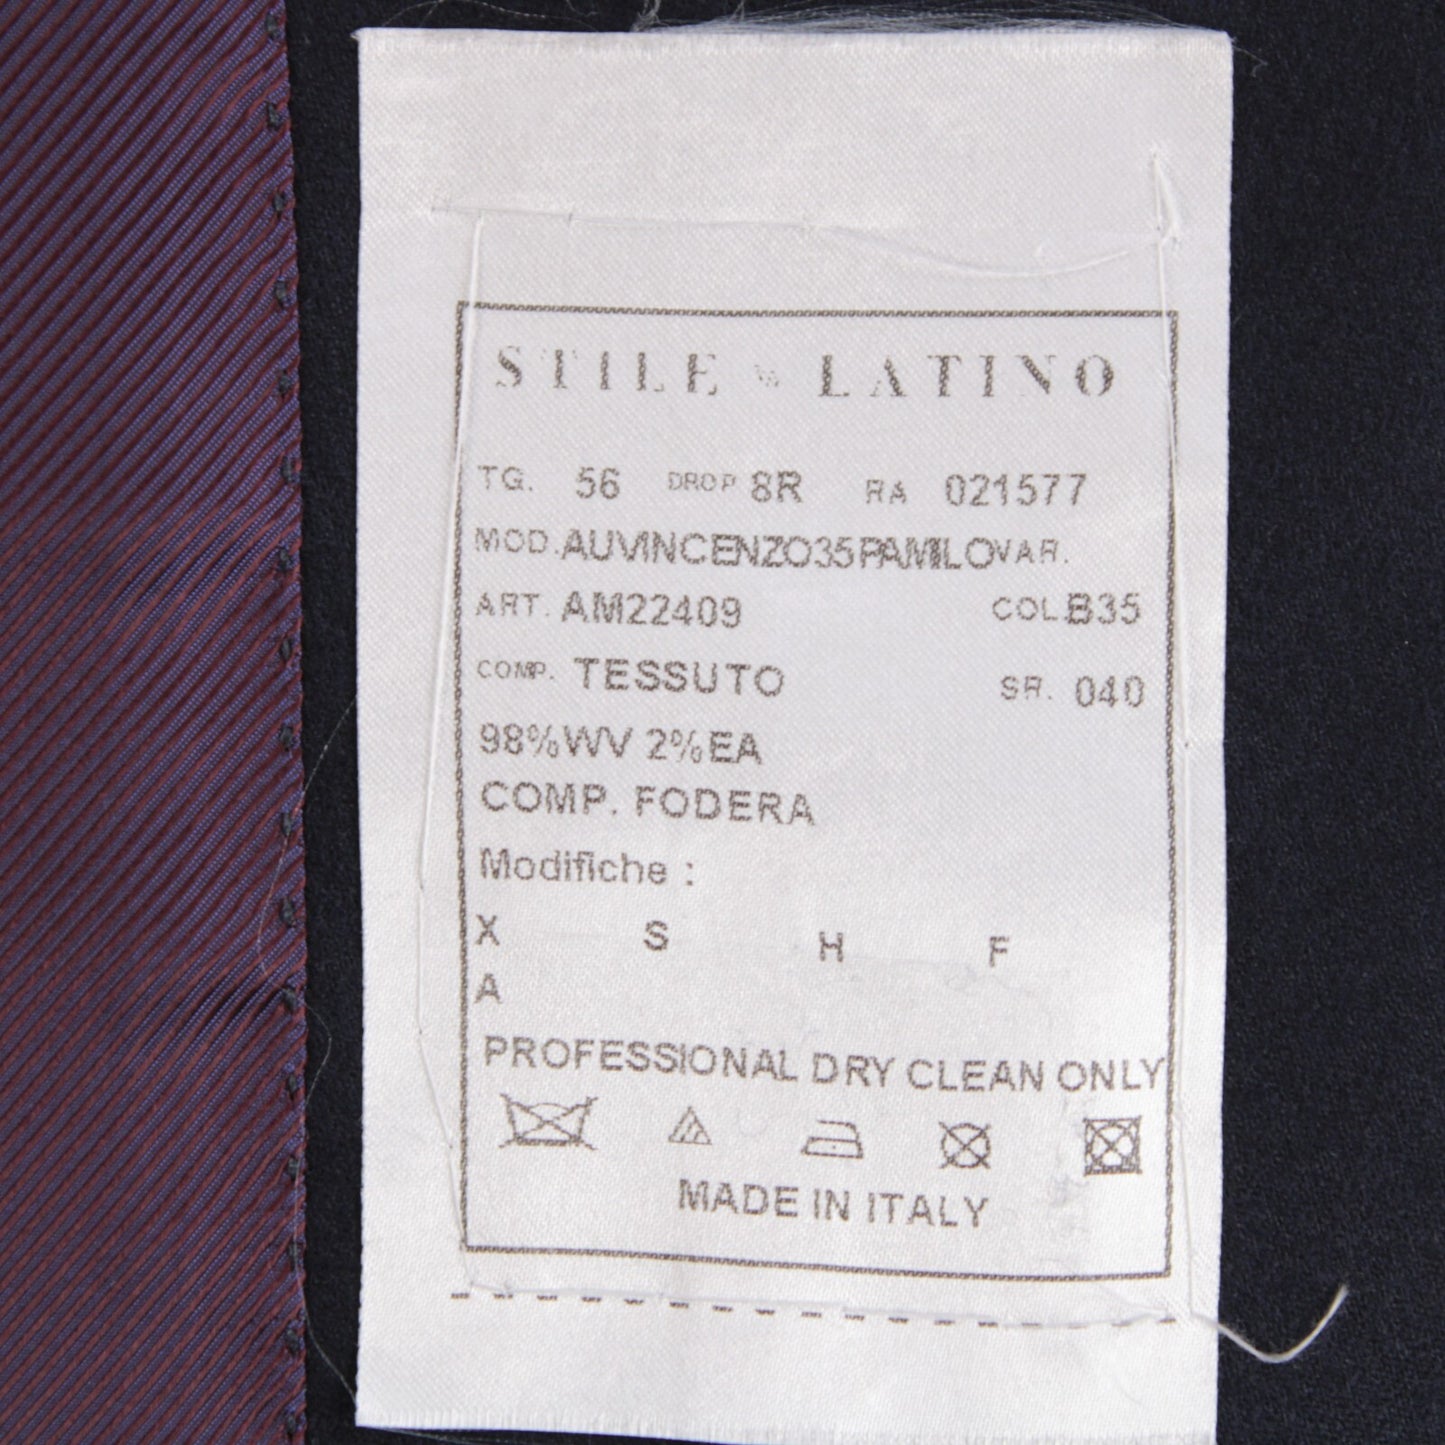 STILE LATINO
TG. 56 DROP 8R RA 021577
MOD. AUVINCENZO35PAMILO VAR.
ART. AM22409 COL. B35
COMP. TESSUTO SR. 040
98%WV 2%EA
COMP. FODERA
Modifiche :
X S H F
A
PROFESSIONAL DRY CLEAN ONLY
MADE IN ITALY